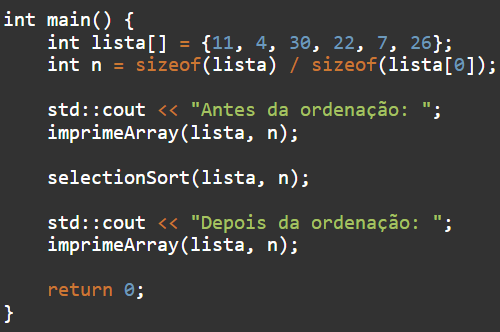 int main() {
    int lista[] = {11, 4, 30, 22, 7, 26};
    int n = sizeof(lista) / sizeof(lista[0]);

    std::cout << "Antes da ordenação: ";
    imprimeArray(lista, n);

    selectionSort(lista, n);

    std::cout << "Depois da ordenação: ";
    imprimeArray(lista, n);

    return 0;
}